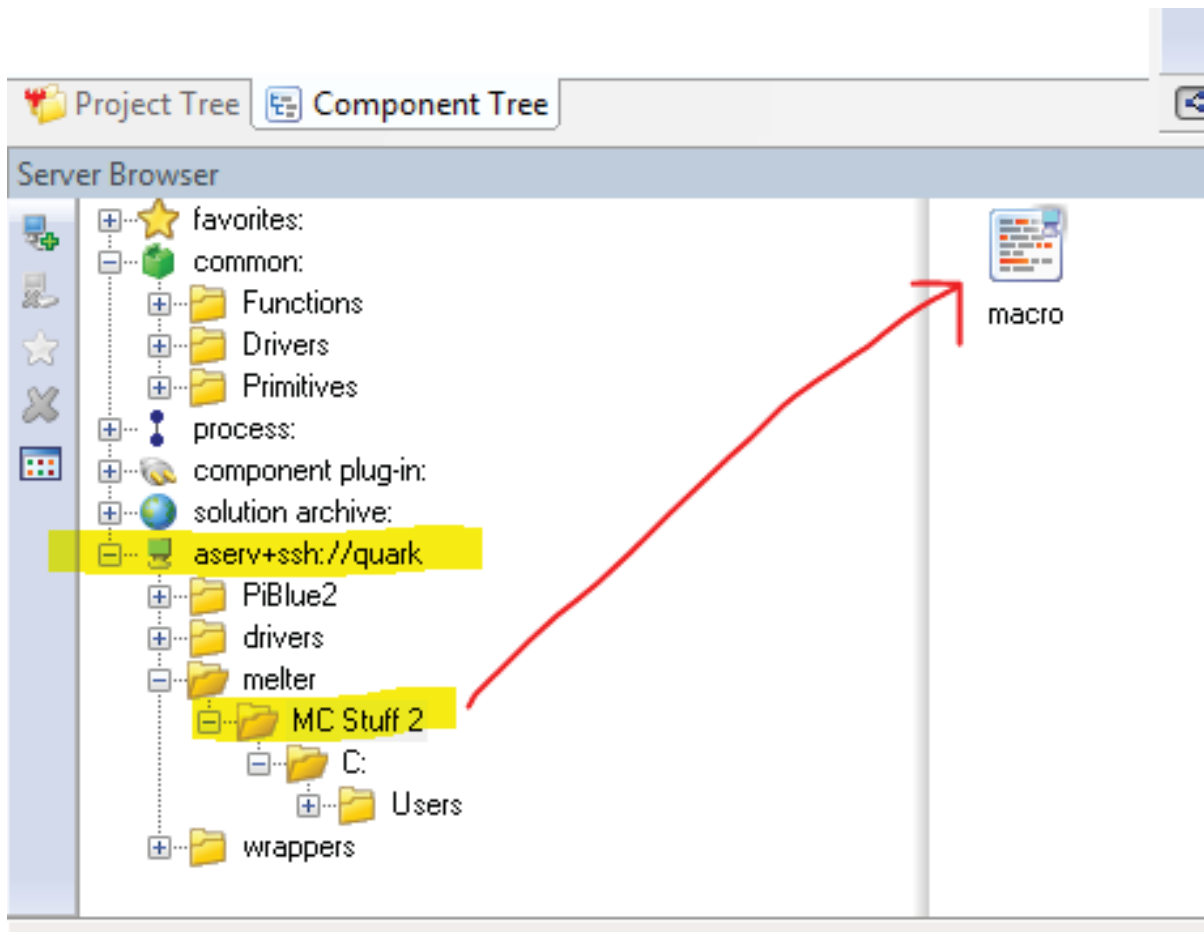 Project Tree
Component Tree
Server Browser
favorites:
common:
Functions
Drivers
Primitives
process:
component plug-in:
solution archive:
aserv+ssh://quark
PiBlue2
drivers
melter
MC Stuff 2
C:
Users
wrappers
macro